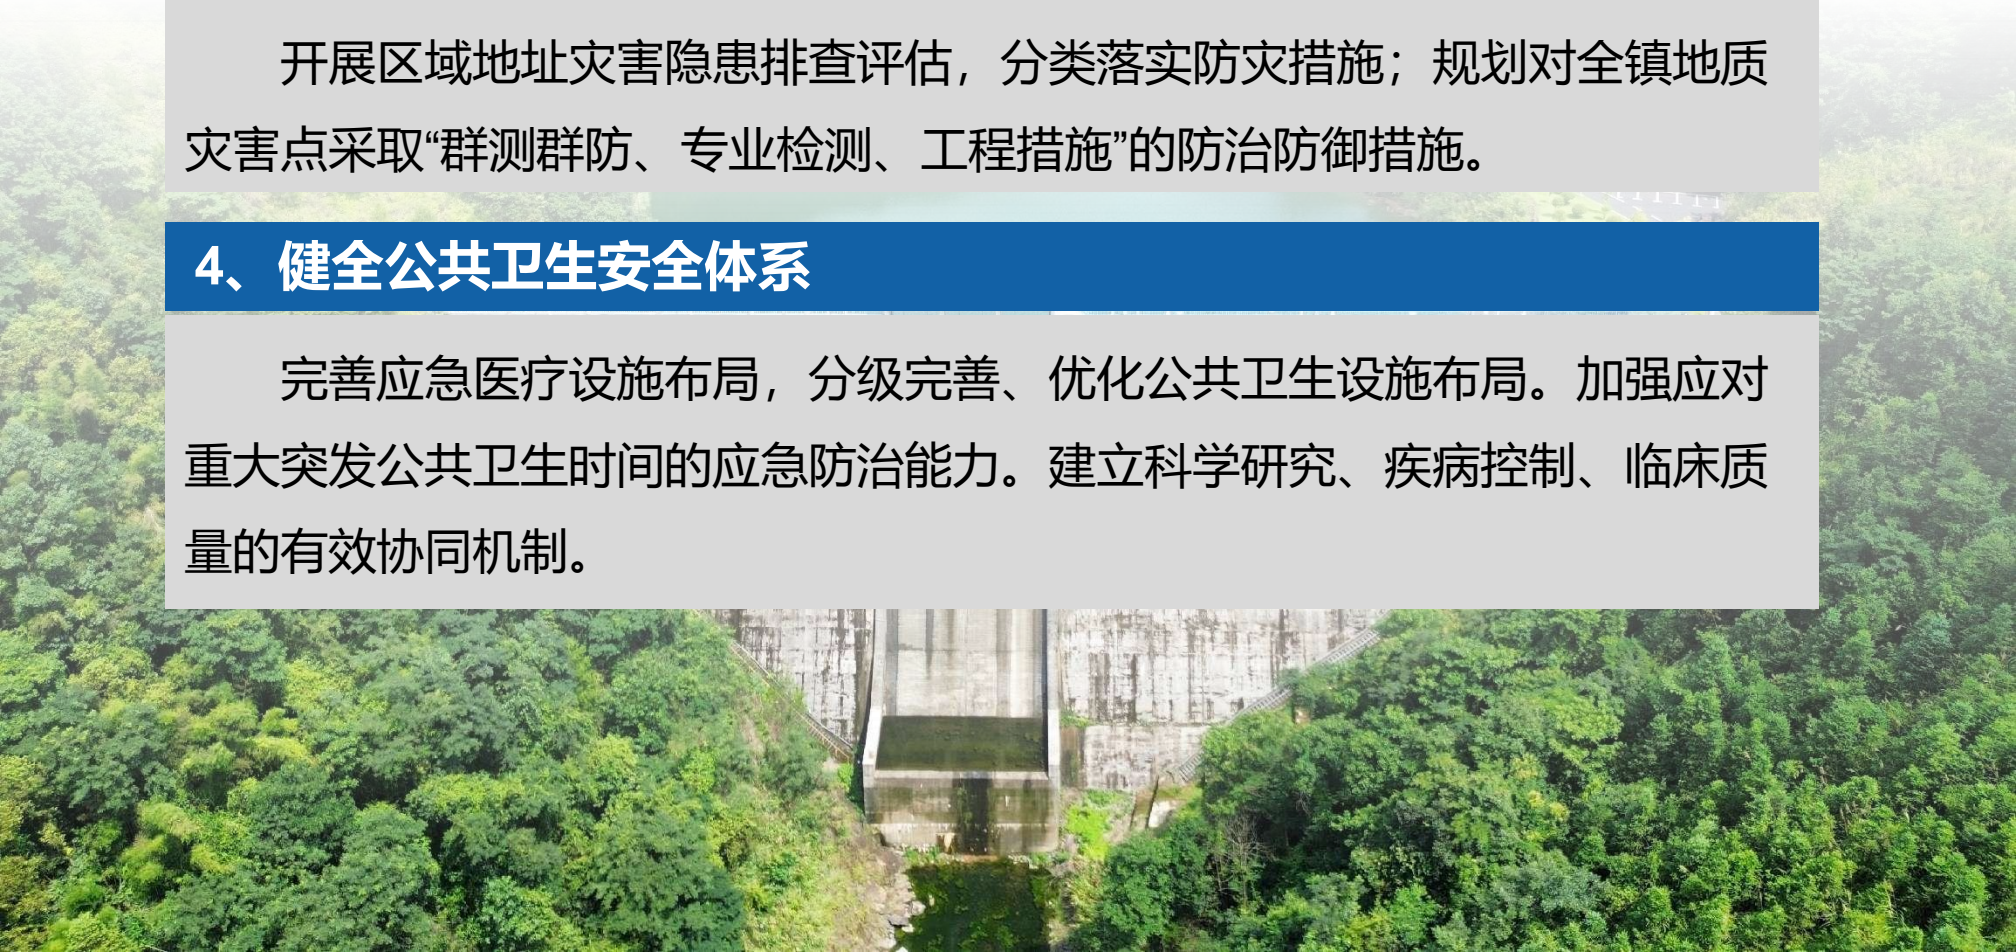 开展区域地址灾害隐患排查评估，分类落实防灾措施；规划对全镇地质
灾害点采取“群测群防、专业检测、工程措施”的防治防御措施。
4、健全公共卫生安全体系
完善应急医疗设施布局，分级完善、优化公共卫生设施布局。加强应对
重大突发公共卫生时间的应急防治能力。建立科学研究、疾病控制、临床质
量的有效协同机制。